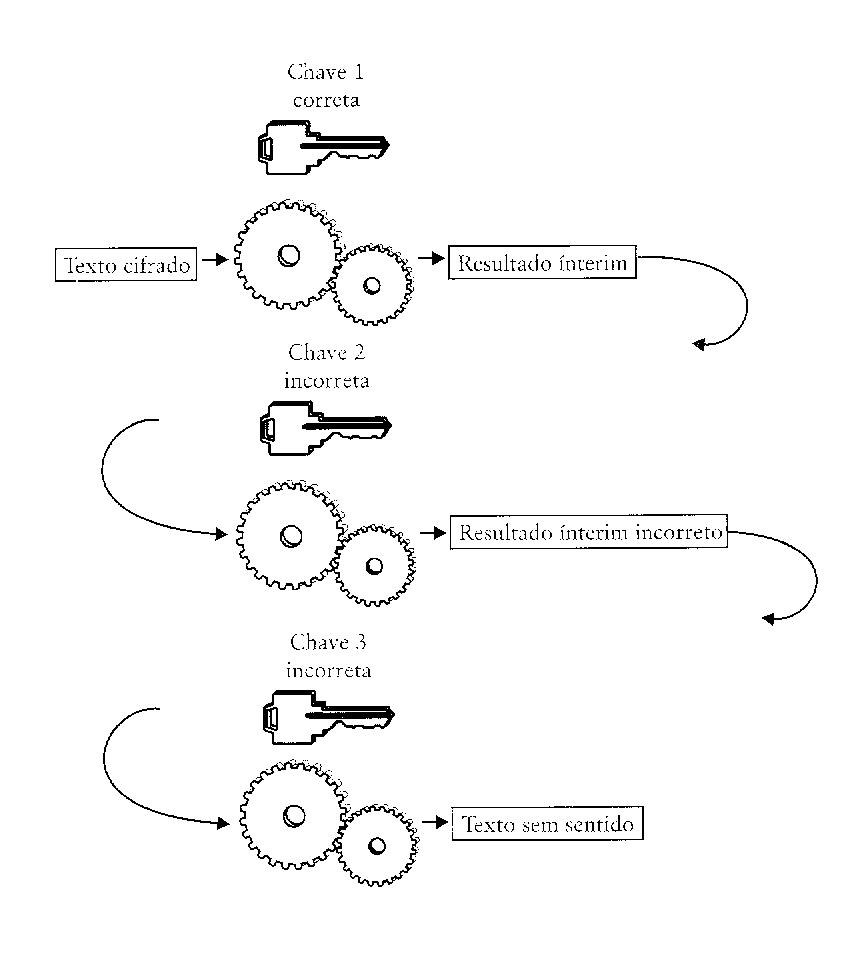 Chave 1
correta
Texto cifrado
Resultado ínterim
Chave 2
incorreta
Resultado ínterim incorreto
Chave 3
incorreta
Texto sem sentido